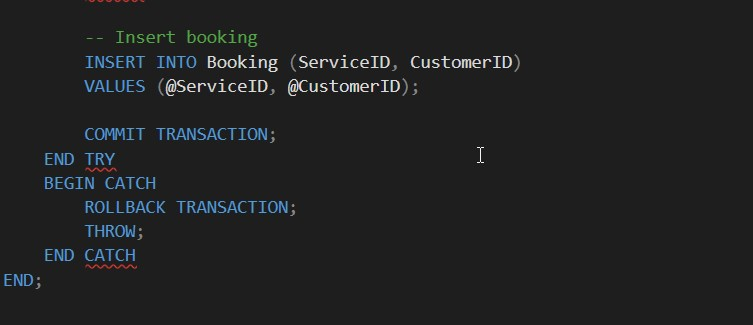 -- Insert booking
INSERT INTO Booking (ServiceID, CustomerID)
VALUES (@ServiceID, @CustomerID);
COMMIT TRANSACTION;
END TRY
BEGIN CATCH
ROLLBACK TRANSACTION;
THROW;
END CATCH
END;